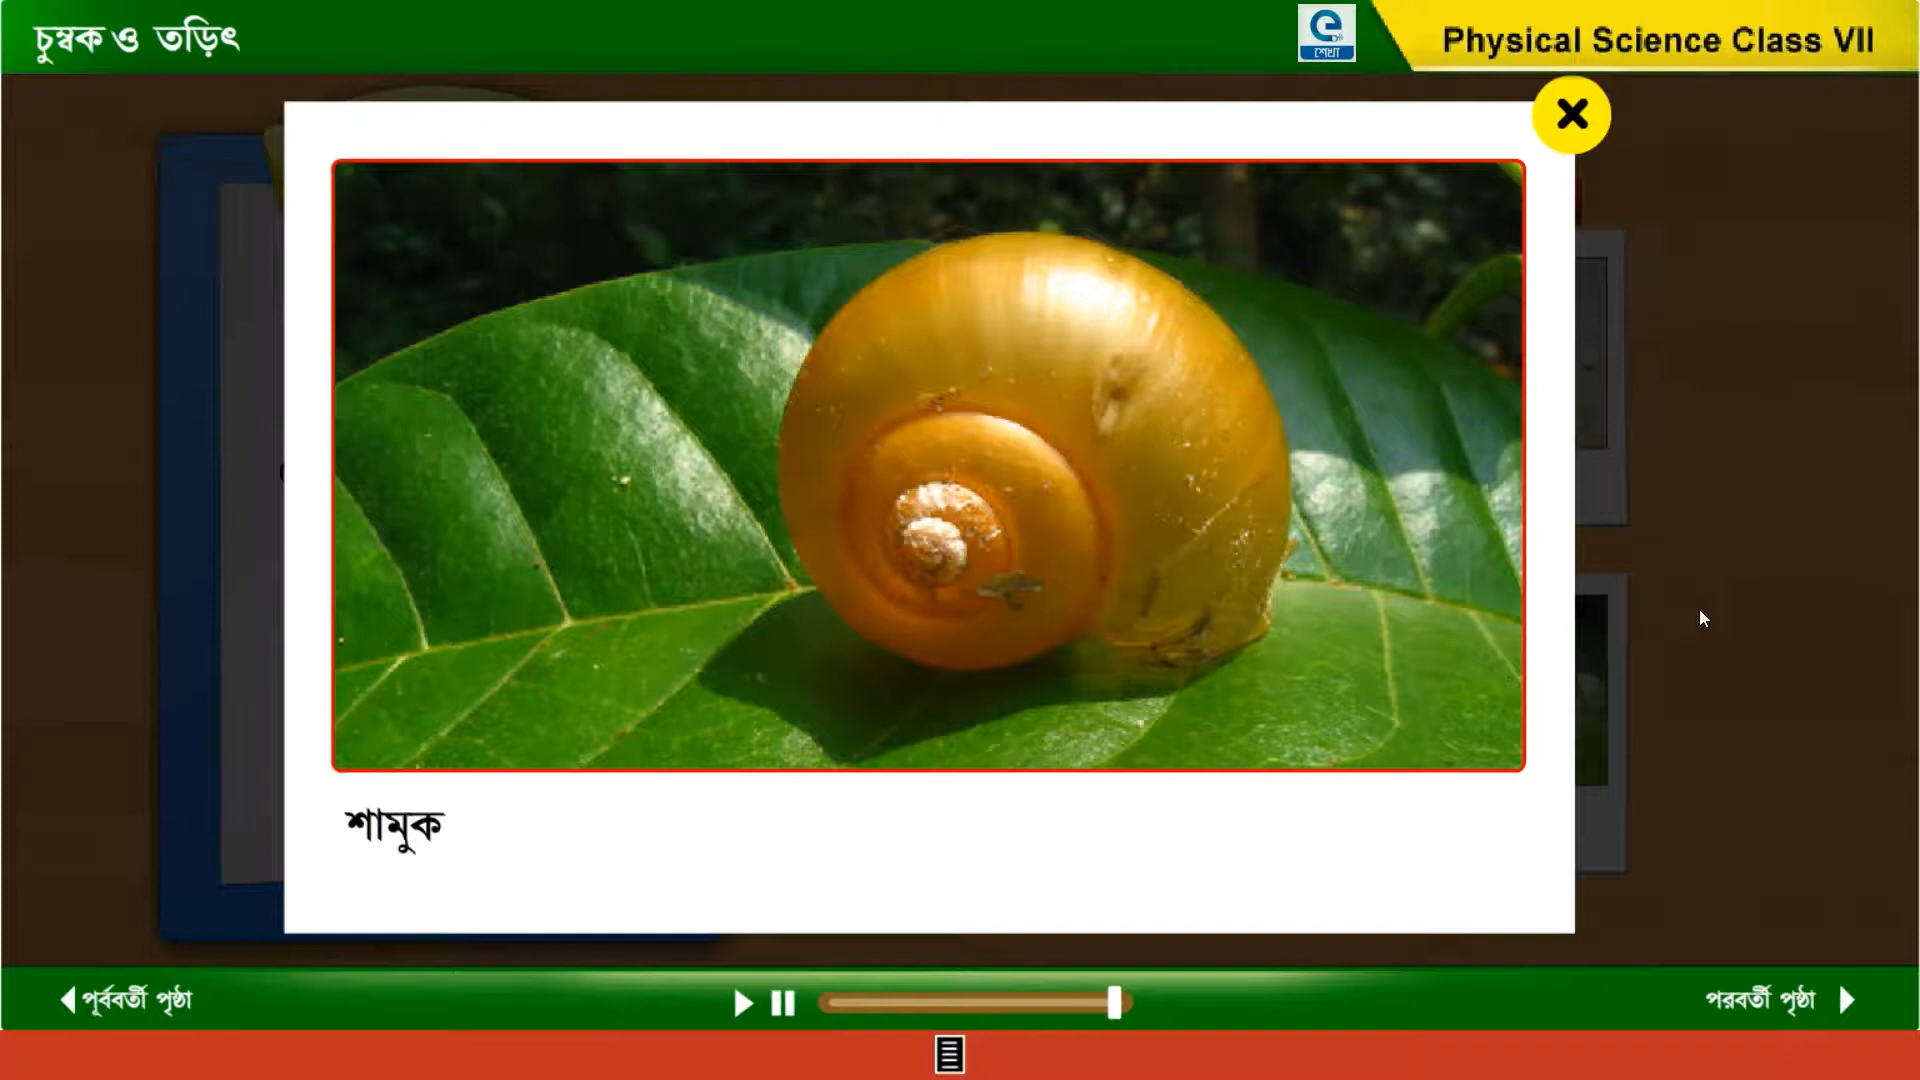 চুম্বক ও তড়িৎ
e শেখা
Physical Science Class VII
শামুক
পূর্ববর্তী পৃষ্ঠা
পরবর্তী পৃষ্ঠা